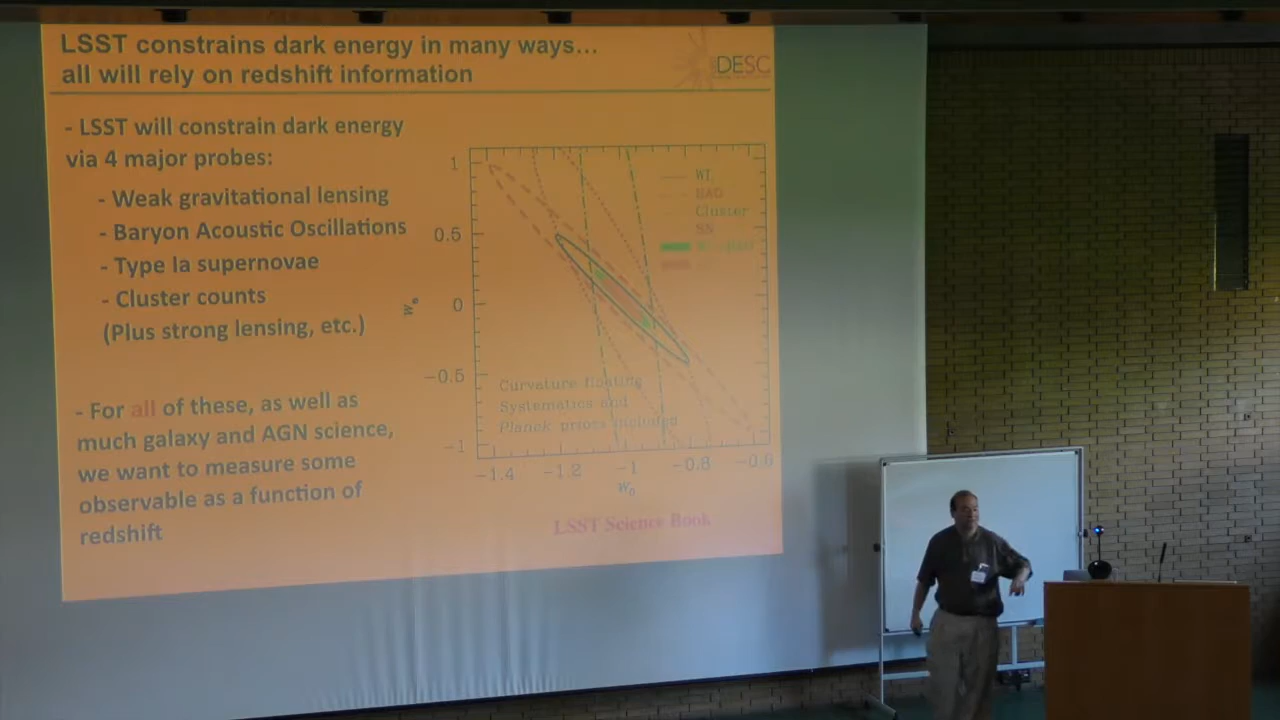 LSST constrains dark energy in many ways...
all will rely on redshift information
DESC
- LSST will constrain dark energy
via 4 major probes:
- Weak gravitational lensing
- Baryon Acoustic Oscillations
- Type Ia supernovae
- Cluster counts
(Plus strong lensing, etc.)
- For all of these, as well as
much galaxy and AGN science,
we want to measure some
observable as a function of
redshift
1
0.5
0
−0.5
−1
WL
BAO
Cluster
SN
Curvature floating
Systematics and
Planck priors included
−1.4 −1.2 −1 −0.8 −0.6
w0
LSST Science Book